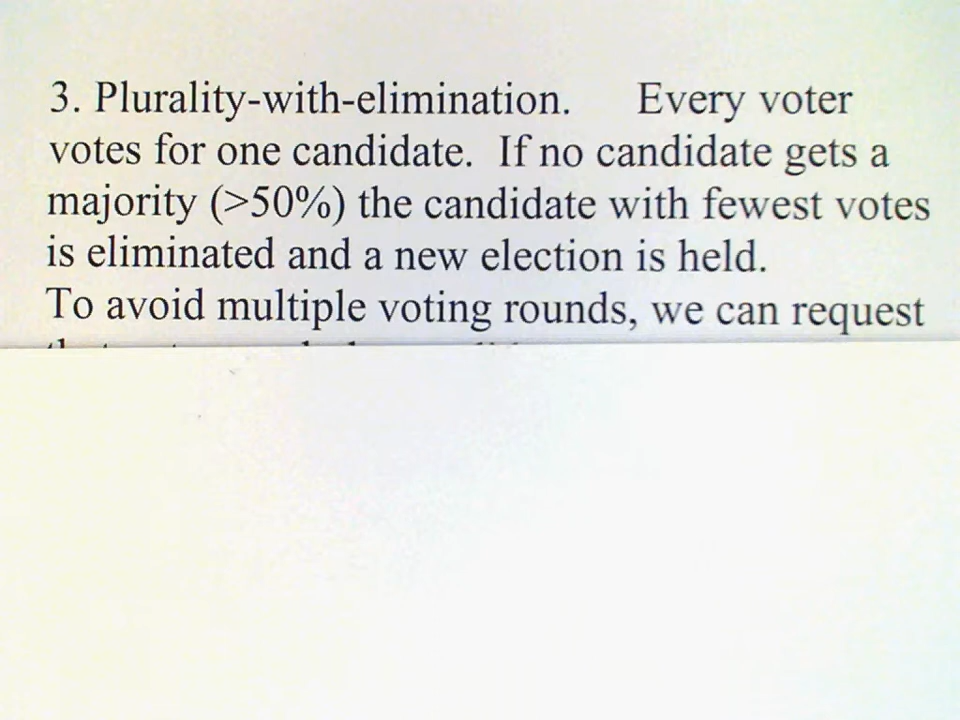 3. Plurality-with-elimination. Every voter
votes for one candidate. If no candidate gets a
majority (>50%) the candidate with fewest votes
is eliminated and a new election is held.
To avoid multiple voting rounds, we can request